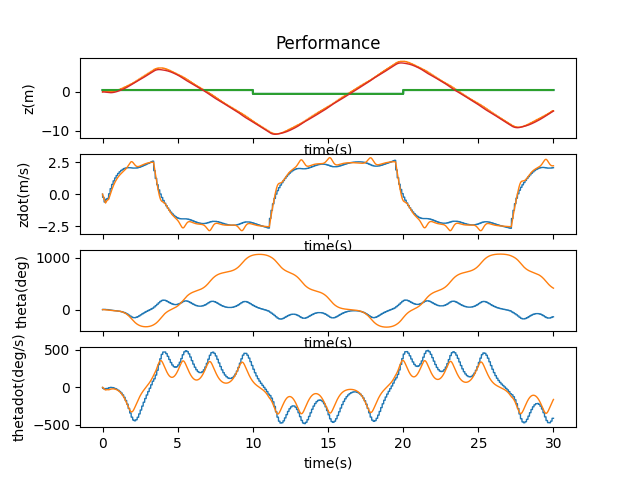 Performance
z(m)
0
−10
time(s)
zdot(m/s)
2.5
0.0
−2.5
time(s)
theta(deg)
1000
0
time(s)
thetadot(deg/s)
500
0
−500
0 5 10 15 20 25 30
time(s)